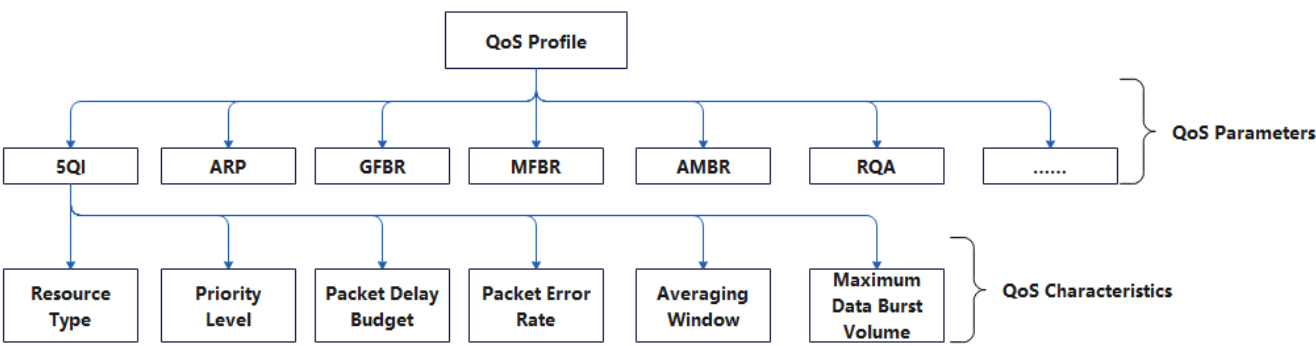 QoS Profile
QoS Parameters
5QI
ARP
GFBR
MFBR
AMBR
RQA
......
Resource
Type
Priority
Level
Packet Delay
Budget
Packet Error
Rate
Averaging
Window
Maximum
Data Burst
Volume
QoS Characteristics